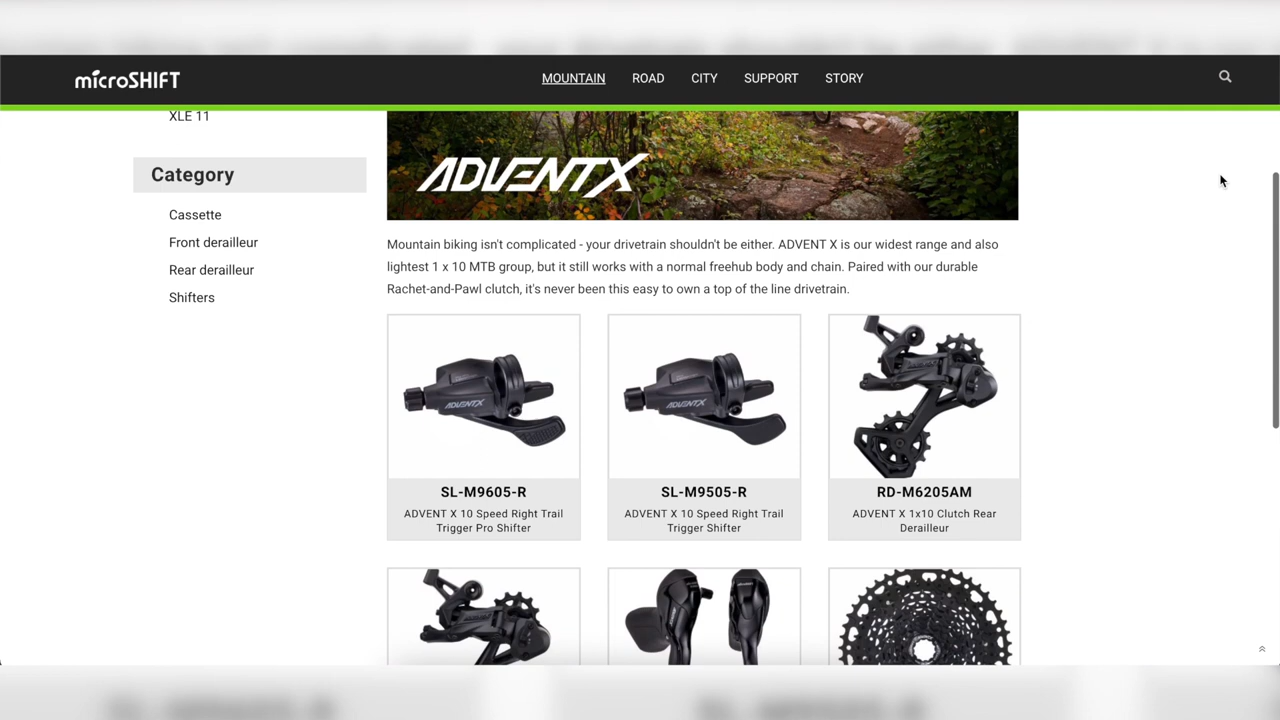 microSHIFT
MOUNTAIN
ROAD
CITY
SUPPORT
STORY
XLE 11
Category
Cassette
Front derailleur
Rear derailleur
Shifters
ADVENTX
Mountain biking isn't complicated - your drivetrain shouldn't be either. ADVENT X is our widest range and also
lightest 1 x 10 MTB group, but it still works with a normal freehub body and chain. Paired with our durable
Rachet-and-Pawl clutch, it's never been this easy to own a top of the line drivetrain.
ADVENTX
SL-M9605-R
ADVENT X 10 Speed Right Trail
Trigger Pro Shifter
ADVENTX
SL-M9505-R
ADVENT X 10 Speed Right Trail
Trigger Shifter
RD-M6205AM
ADVENT X 1x10 Clutch Rear
Derailleur